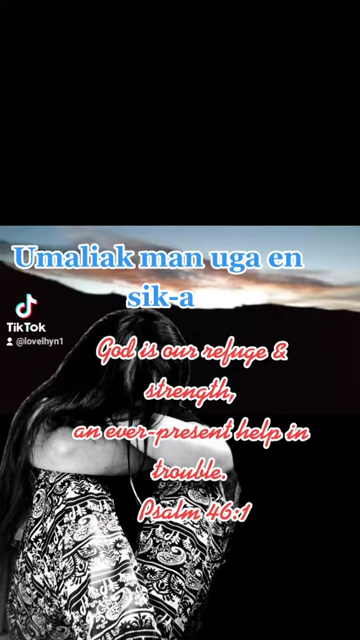 Umaliak man uga en
sik-a
TikTok
@lovelhyn1
God is our refuge &
strength,
an ever-present help in
trouble.
Psalm 46:1